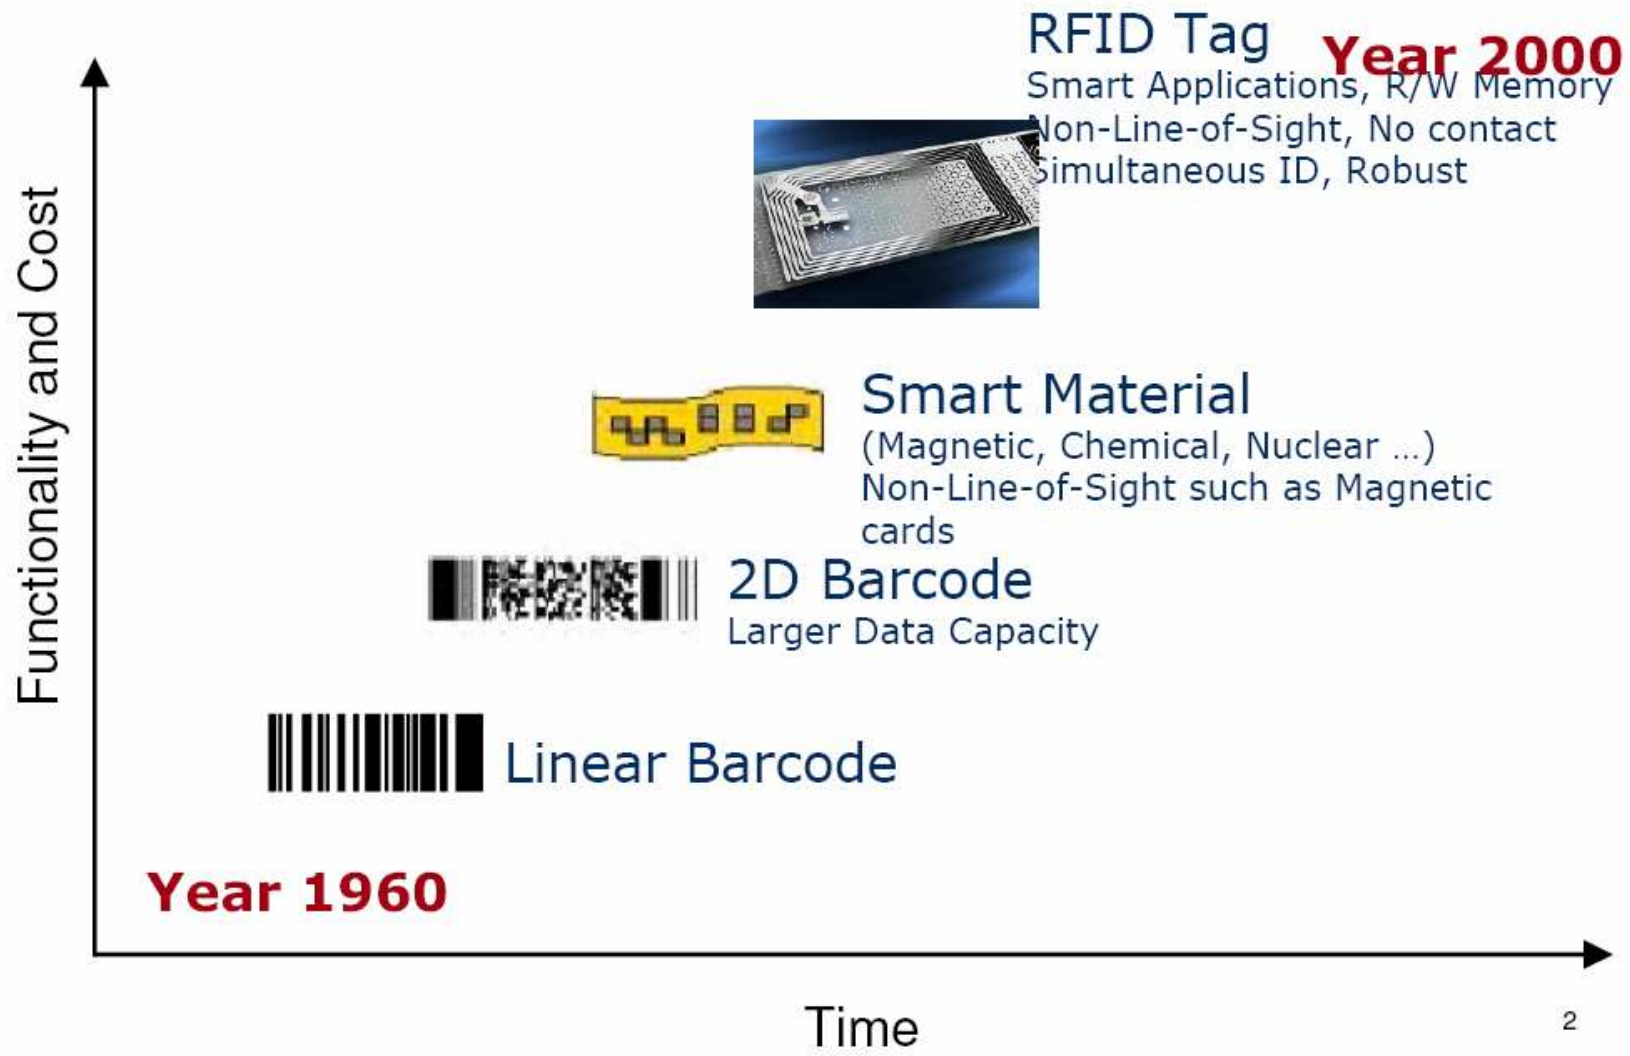 RFID Tag
Year 2000
Smart Applications, R/W Memory
Non-Line-of-Sight, No contact
Simultaneous ID, Robust
Functionality and Cost
Smart Material
(Magnetic, Chemical, Nuclear ...)
Non-Line-of-Sight such as Magnetic
cards
2D Barcode
Larger Data Capacity
Linear Barcode
Year 1960
Time
2